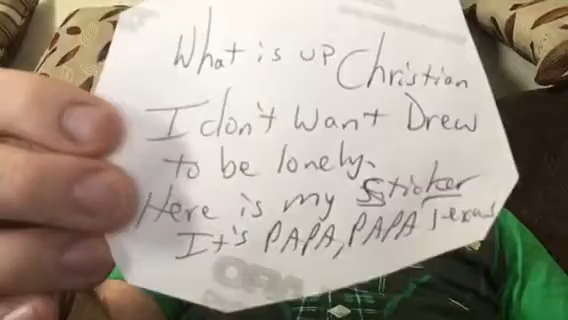 What is up Christian
I don't want Drew
to be lonely.
Here is my Sticker
It's PAPA, PAPA Texas